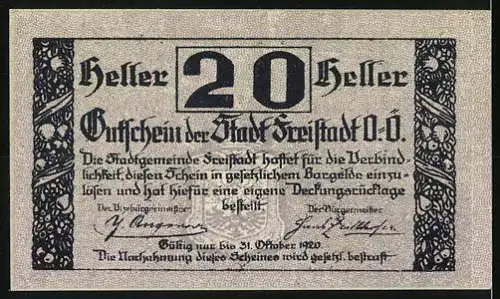 Heller 20 Heller
Gutschein der Stadt Freistadt O-Ö.
Die Stadtgemeinde Freistadt haftet für die Verbind-
lichkeit, diesen Schein in gesetzlichem Bargelde einzu-
lösen und hat hiefür eine eigene Deckungsrücklage
bestellt.
Der Vizebürgermeister Der Bürgermeister
Gültig nur bis 31. Oktober 1920.
Die Nachahmung dieses Scheines wird gesetzl. bestraft